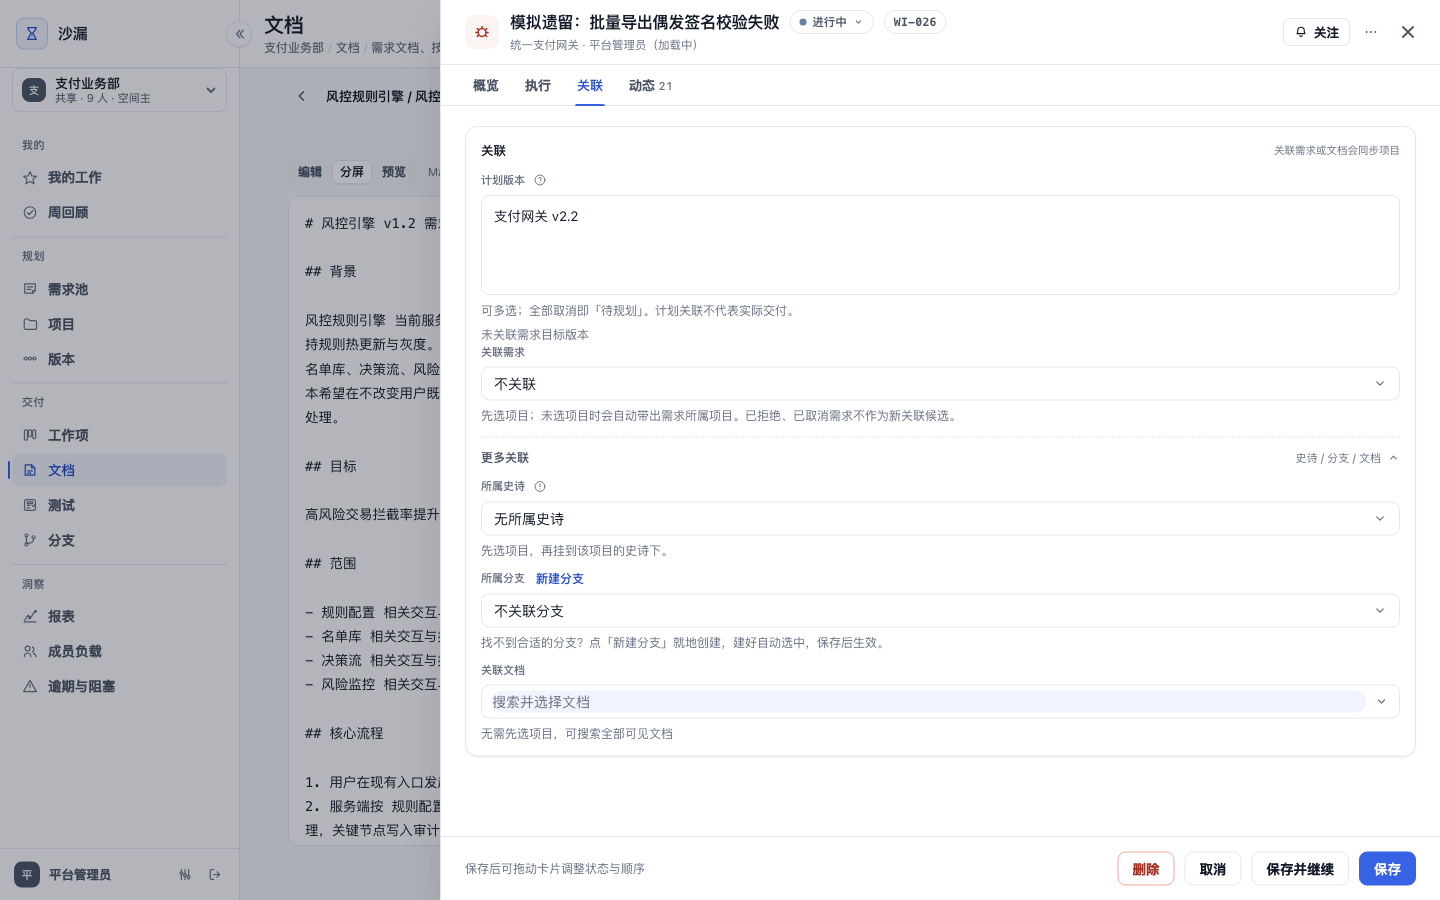 沙漏
支
支付业务部
共享 · 9 人 · 空间主
我的
我的工作
周回顾
规划
需求池
项目
版本
交付
工作项
文档
测试
分支
洞察
报表
成员负载
逾期与阻塞
平
平台管理员
文档
支付业务部 / 文档 / 需求文档、技
风控规则引擎 / 风控
编辑
分屏
预览
Ma
# 风控引擎 v1.2 需
## 背景
风控规则引擎 当前服务
持规则热更新与灰度。
名单库、决策流、风险
本希望在不改变用户既
处理。
## 目标
高风险交易拦截率提升
## 范围
- 规则配置 相关交互
- 名单库 相关交互与
- 决策流 相关交互与
- 风险监控 相关交互
## 核心流程
1. 用户在现有入口发
2. 服务端按 规则配置
理，关键节点写入审计
模拟遗留：批量导出偶发签名校验失败
进行中
WI-026
统一支付网关 · 平台管理员（加载中）
关注
概览
执行
关联
动态 21
关联
关联需求或文档会同步项目
计划版本
支付网关 v2.2
可多选；全部取消即「待规划」。计划关联不代表实际交付。
未关联需求目标版本
关联需求
不关联
先选项目；未选项目时会自动带出需求所属项目。已拒绝、已取消需求不作为新关联候选。
更多关联
史诗 / 分支 / 文档
所属史诗
无所属史诗
先选项目，再挂到该项目的史诗下。
所属分支
新建分支
不关联分支
找不到合适的分支？点「新建分支」就地创建，建好自动选中，保存后生效。
关联文档
搜索并选择文档
无需先选项目，可搜索全部可见文档
保存后可拖动卡片调整状态与顺序
删除
取消
保存并继续
保存